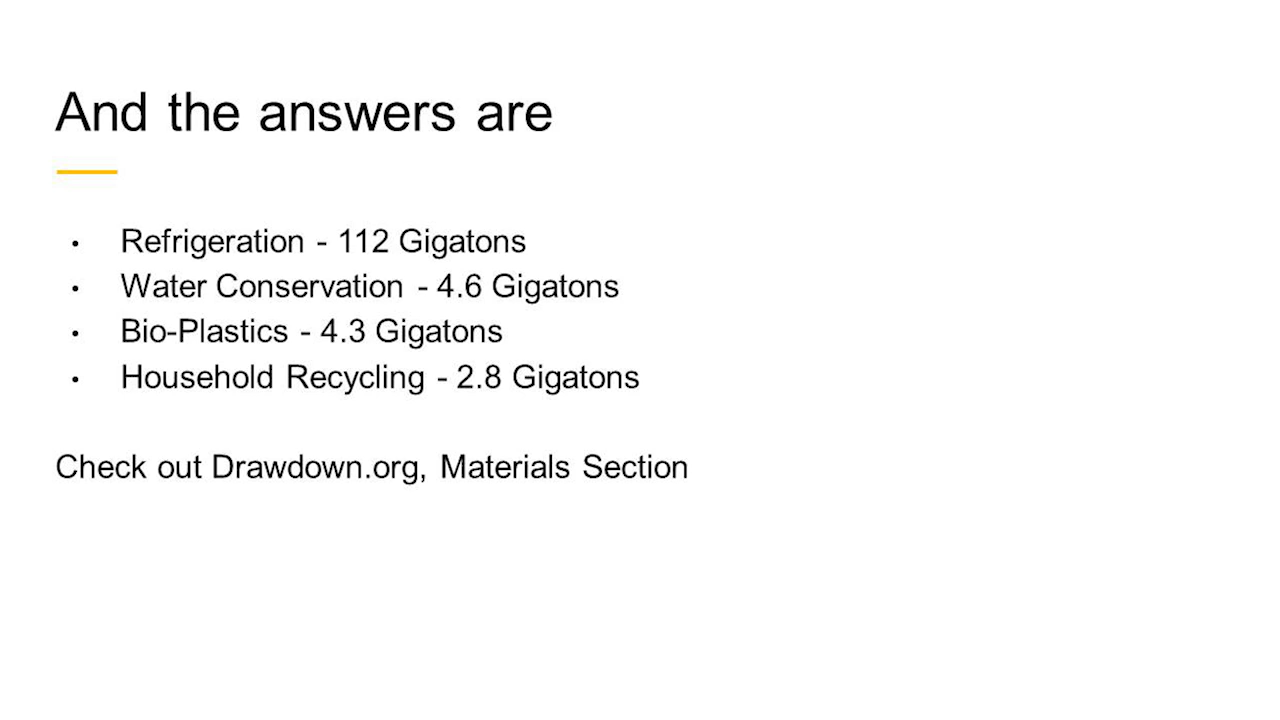 And the answers are
• Refrigeration - 112 Gigatons
• Water Conservation - 4.6 Gigatons
• Bio-Plastics - 4.3 Gigatons
• Household Recycling - 2.8 Gigatons
Check out Drawdown.org, Materials Section